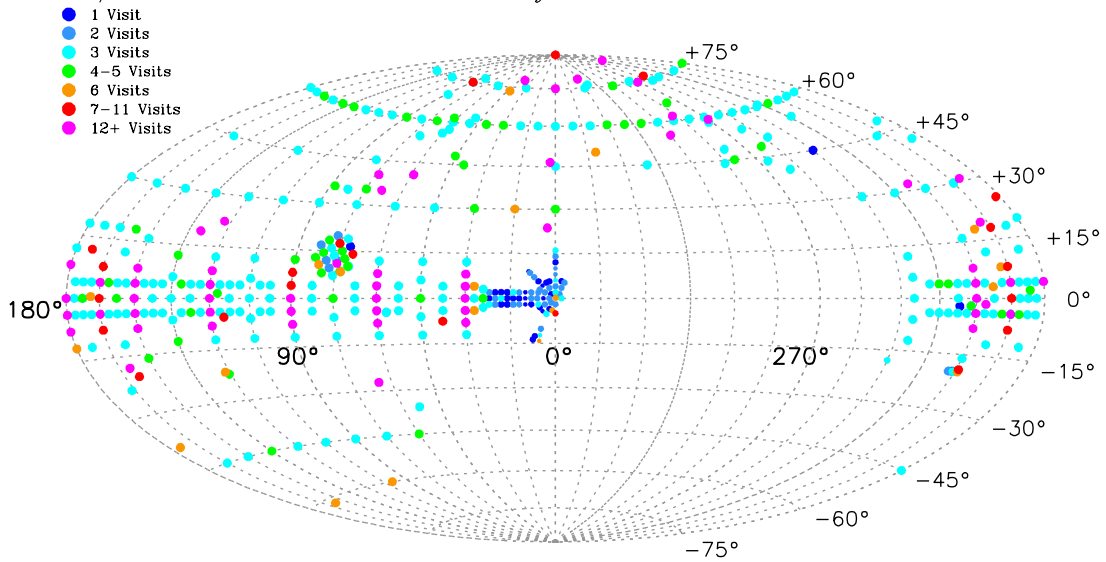 1 Visit
2 Visits
3 Visits
4-5 Visits
6 Visits
7-11 Visits
12+ Visits
+75°
+60°
+45°
+30°
+15°
180°
0°
90°
0°
270°
-15°
-30°
-45°
-60°
-75°